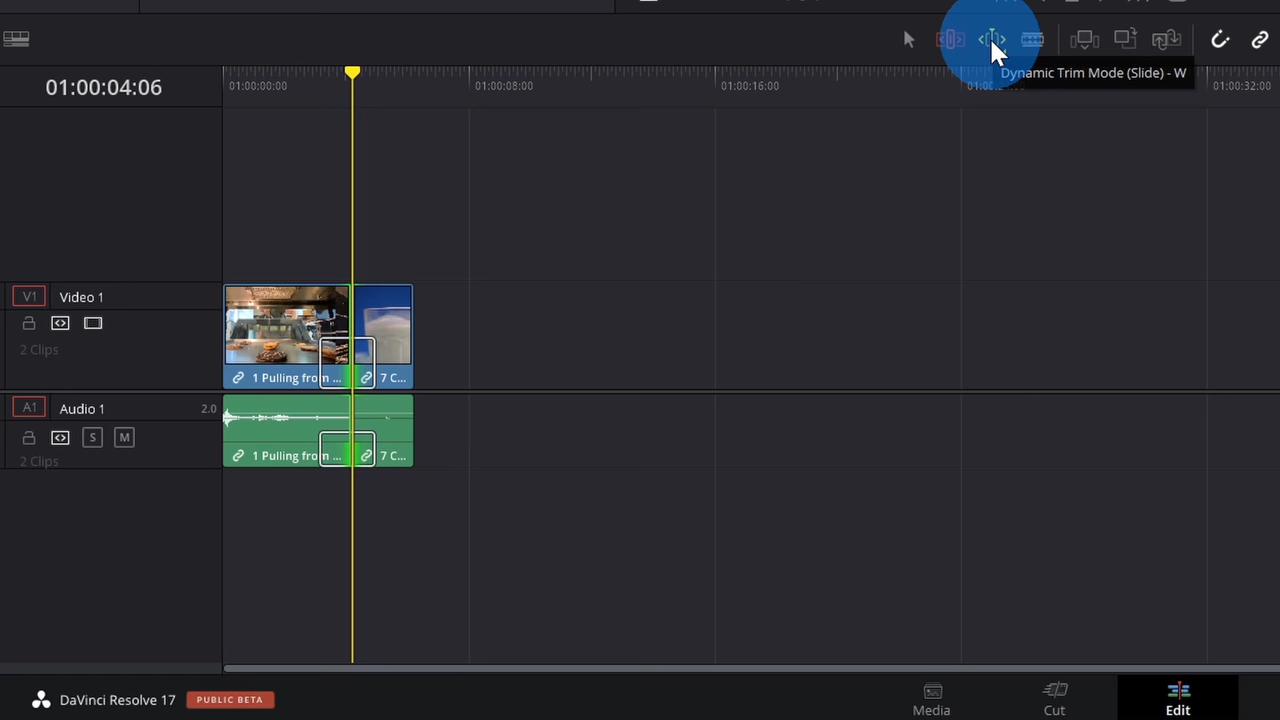 Dynamic Trim Mode (Slide) - W
01:00:04:06
01:00:00:00
01:00:08:00
01:00:16:00
01:00:32:00
V1 Video 1
2 Clips
1 Pulling from ... 7 C...
A1 Audio 1 2.0
S M
2 Clips
1 Pulling from ... 7 C...
DaVinci Resolve 17 PUBLIC BETA
Media
Cut
Edit